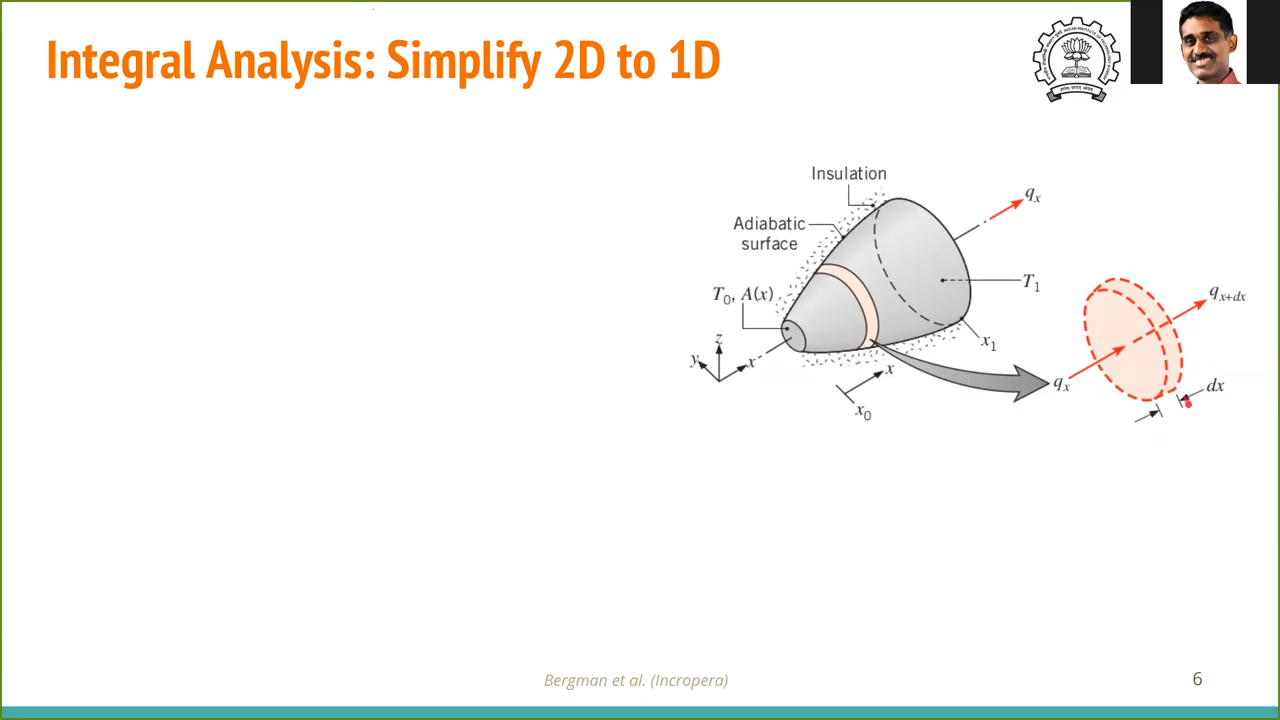 Integral Analysis: Simplify 2D to 1D
Insulation
qx
Adiabatic
surface
T0, A(x)
T1
qx+dx
z
y
x
x1
x
qx
dx
x0
Bergman et al. (Incropera)
6